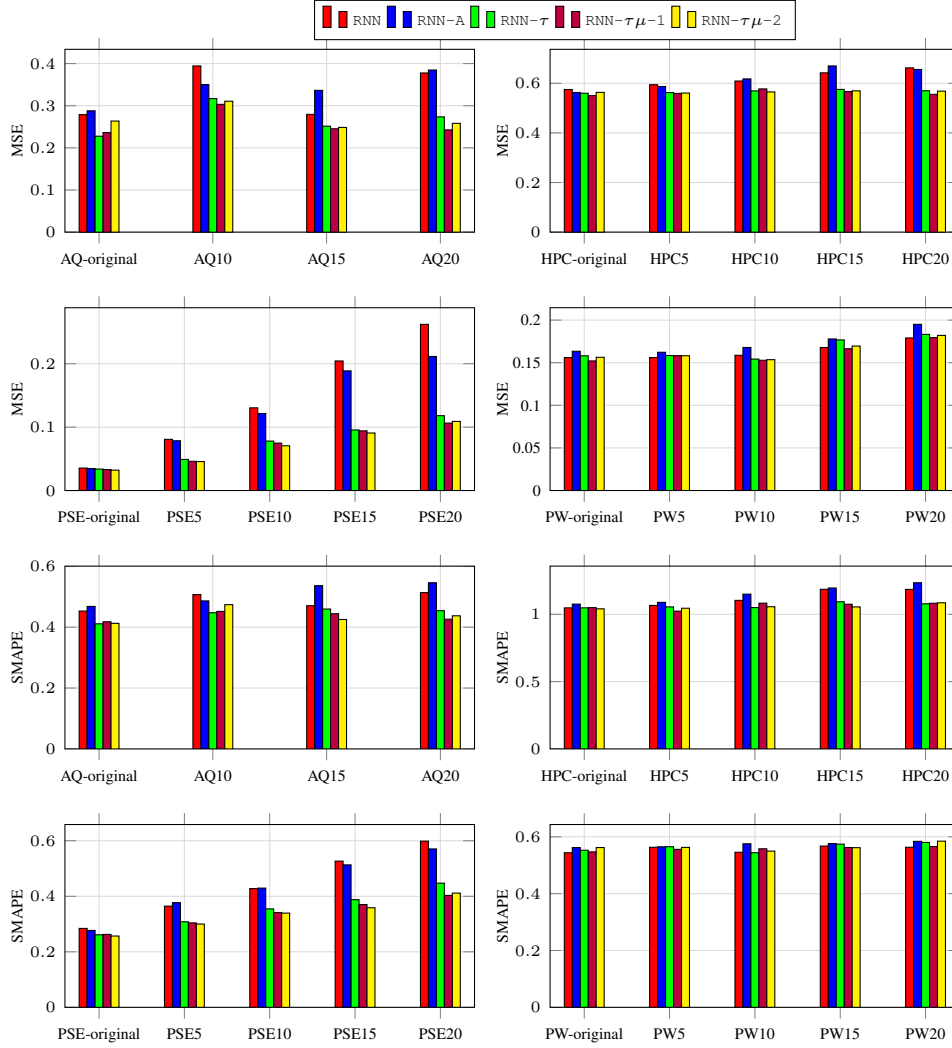 RNN RNN-A RNN-τ RNN-τμ-1 RNN-τμ-2
0.4
0.3
0.2
0.1
0
MSE
AQ-original AQ10 AQ15 AQ20
0.6
0.4
0.2
0
MSE
HPC-original HPC5 HPC10 HPC15 HPC20
0.2
0.1
0
MSE
PSE-original PSE5 PSE10 PSE15 PSE20
0.2
0.15
0.1
0.05
0
MSE
PW-original PW5 PW10 PW15 PW20
0.6
0.4
0.2
0
SMAPE
AQ-original AQ10 AQ15 AQ20
1
0.5
0
SMAPE
HPC-original HPC5 HPC10 HPC15 HPC20
0.6
0.4
0.2
0
SMAPE
PSE-original PSE5 PSE10 PSE15 PSE20
0.6
0.4
0.2
0
SMAPE
PW-original PW5 PW10 PW15 PW20